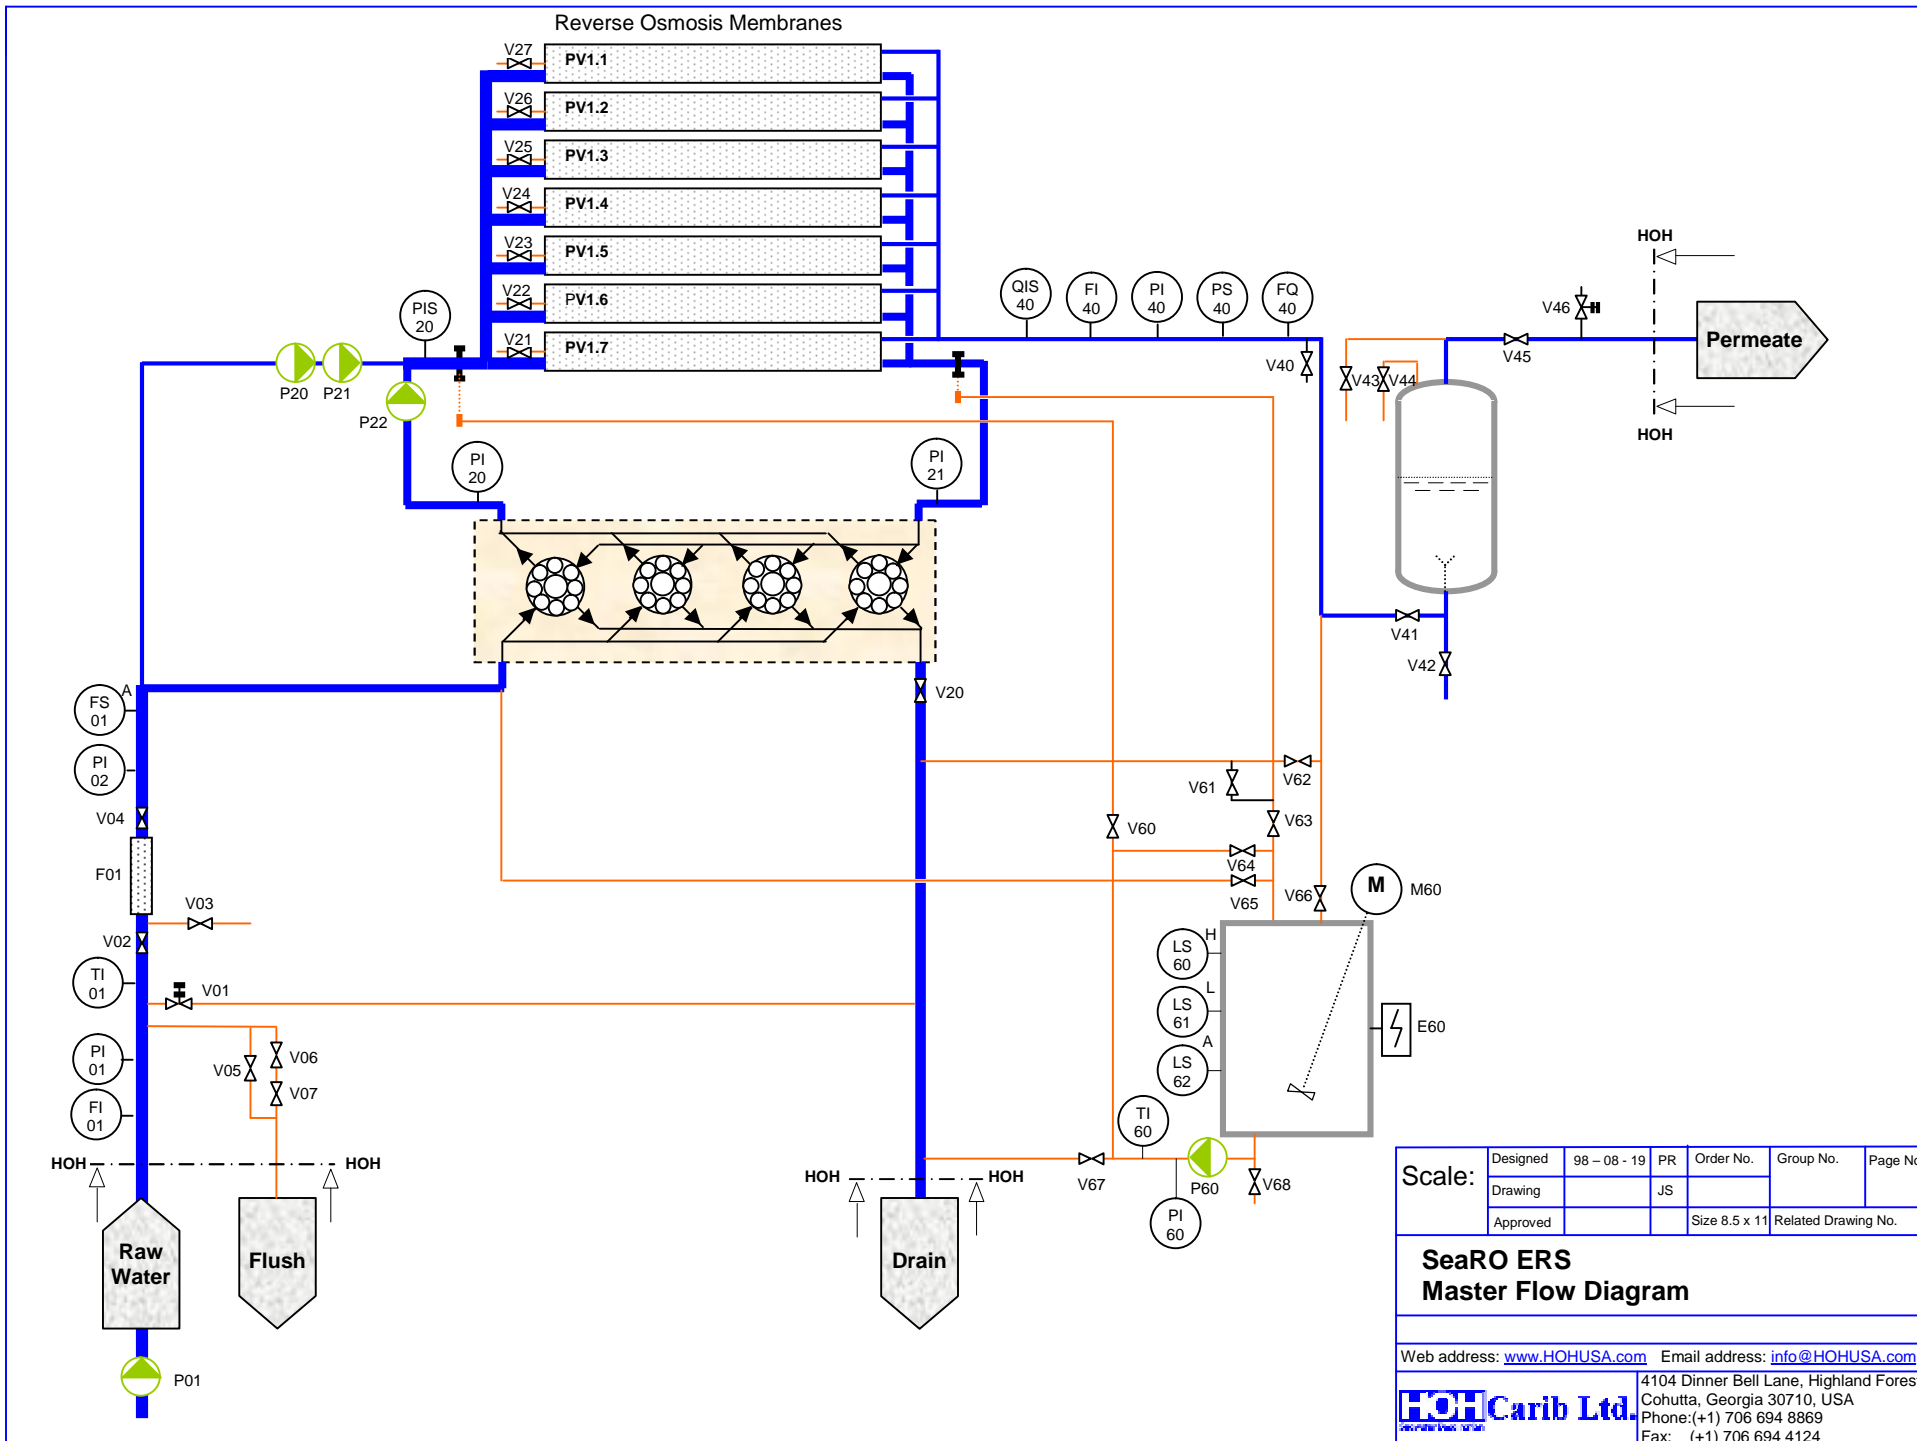 Reverse Osmosis Membranes
V27
PV1.1
V26
PV1.2
V25
PV1.3
V24
PV1.4
V23
PV1.5
V22
PV1.6
V21
PV1.7
PIS
20
P20
P21
P22
PI
20
PI
21
QIS
40
FI
40
PI
40
PS
40
FQ
40
V40
V43
V44
V45
V46
HOH
Permeate
HOH
V41
V42
A
FS
01
PI
02
V04
F01
V03
V02
TI
01
V01
PI
01
FI
01
V05
V06
V07
HOH
HOH
Raw
Water
Flush
P01
V20
V61
V62
V60
V63
V64
V65
V66
M
M60
H
LS
60
L
LS
61
A
LS
62
E60
TI
60
P60
V67
V68
PI
60
HOH
HOH
Drain
Scale:
Designed
98 – 08 - 19
PR
Order No.
Group No.
Page No
Drawing
JS
Approved
Size 8.5 x 11
Related Drawing No.
SeaRO ERS
Master Flow Diagram
Web address: www.HOHUSA.com Email address: info@HOHUSA.com
HOH Carib Ltd.
4104 Dinner Bell Lane, Highland Fores
Cohutta, Georgia 30710, USA
Phone:(+1) 706 694 8869
Fax: (+1) 706 694 4124